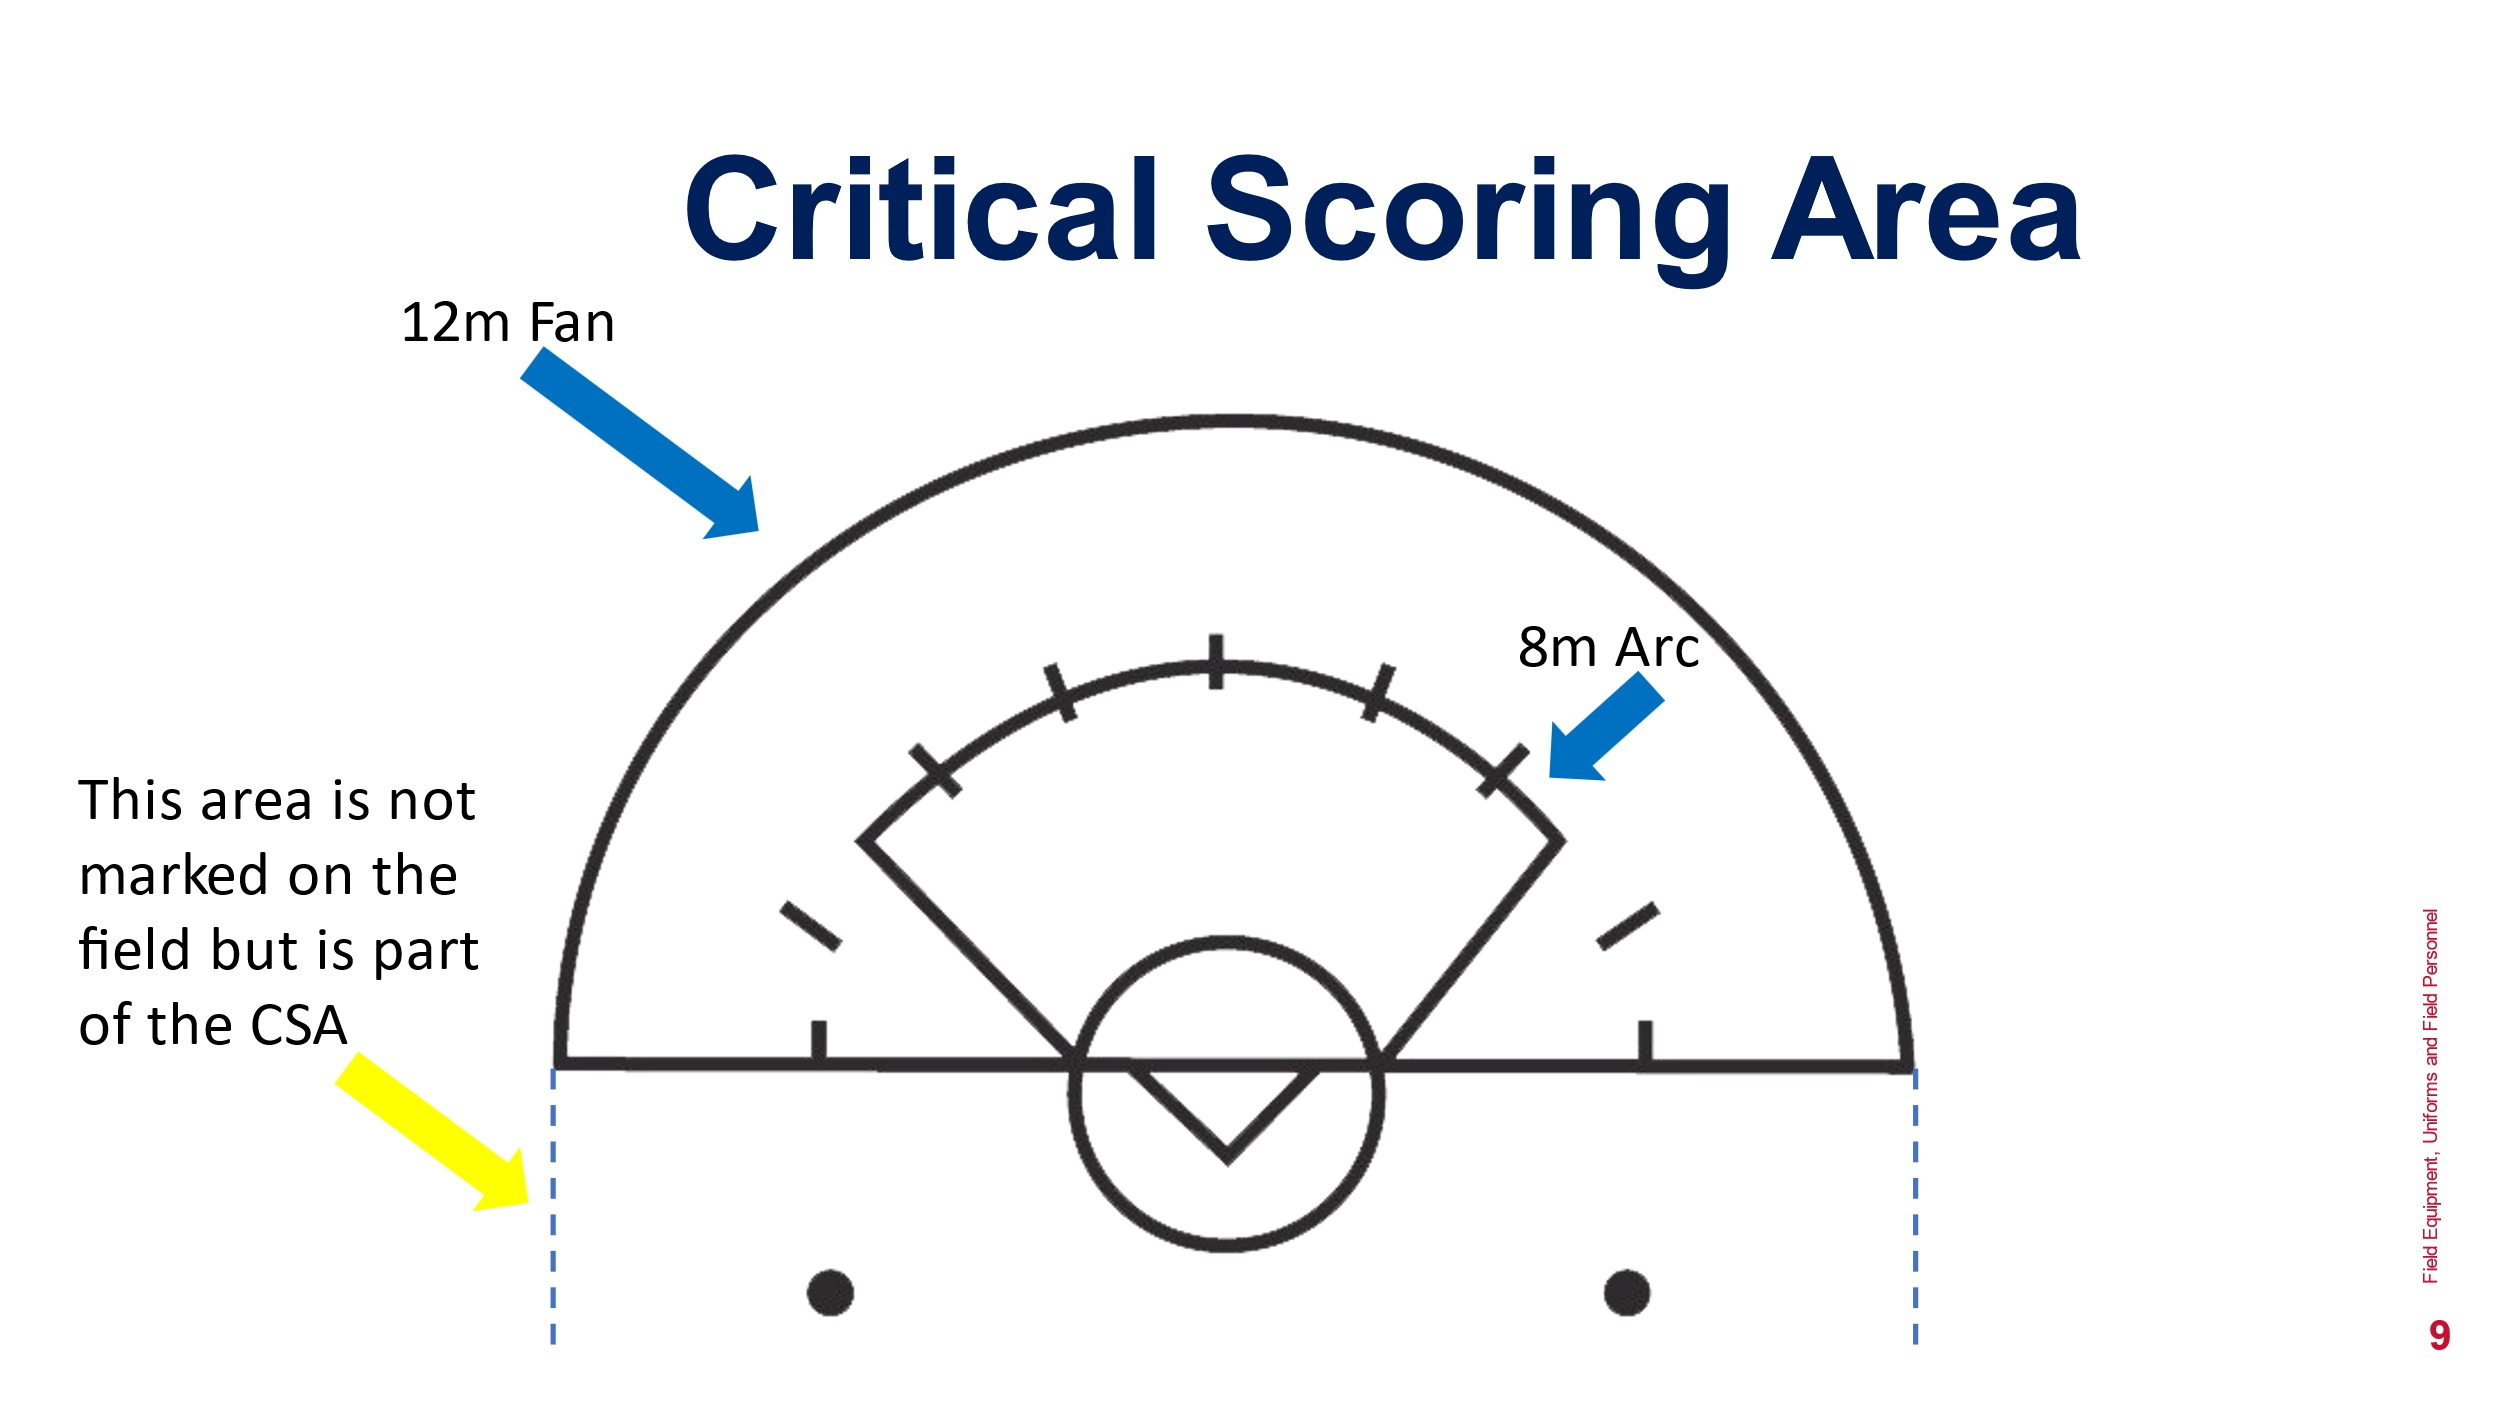 Critical Scoring Area
12m Fan
8m Arc
This area is not
marked on the
field but is part
of the CSA
Field Equipment, Uniforms and Field Personnel
9